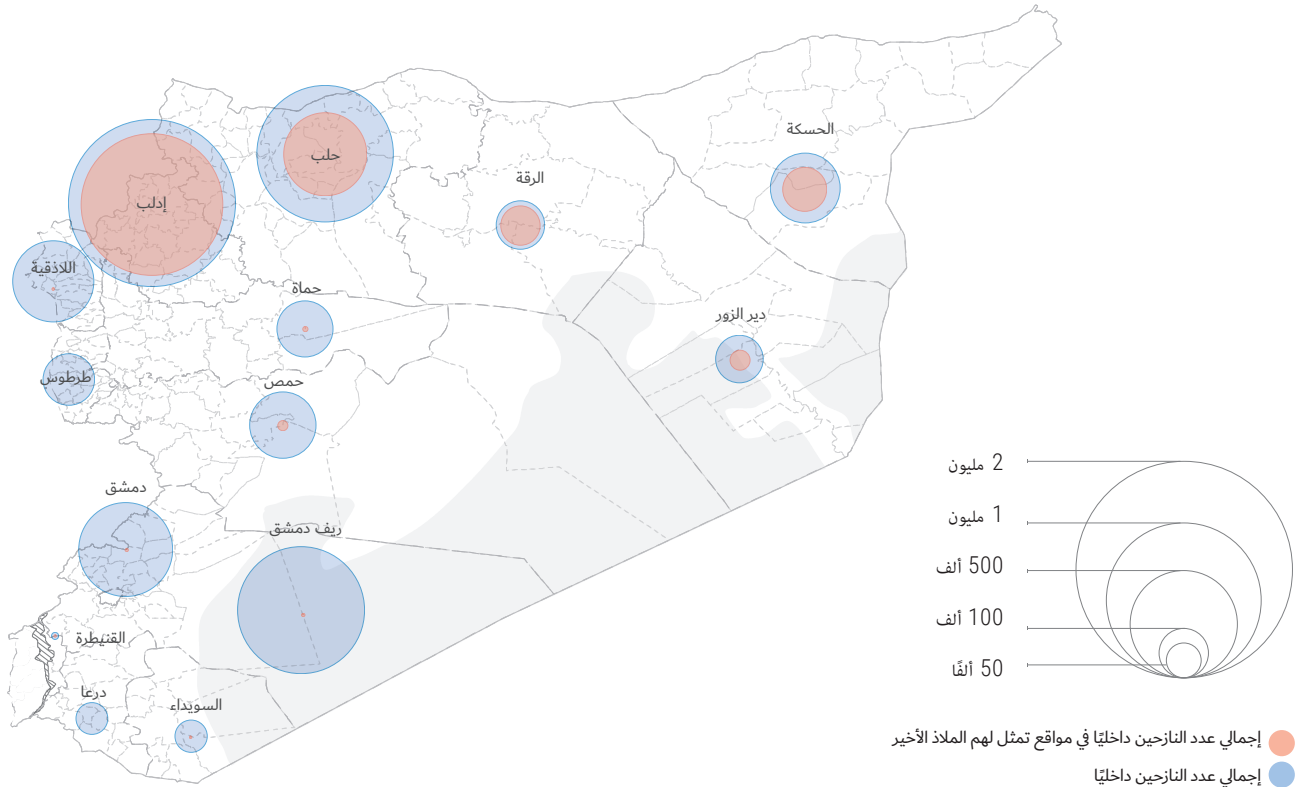 الحسكة
حلب
الرقة
إدلب
اللاذقية
حماة
دير الزور
طرطوس
حمص
دمشق
ريف دمشق
القنيطرة
درعا
السويداء
2 مليون
1 مليون
500 ألف
100 ألف
50 ألفًا
إجمالي عدد النازحين داخليًا في مواقع تمثل لهم الملاذ الأخير
إجمالي عدد النازحين داخليًا